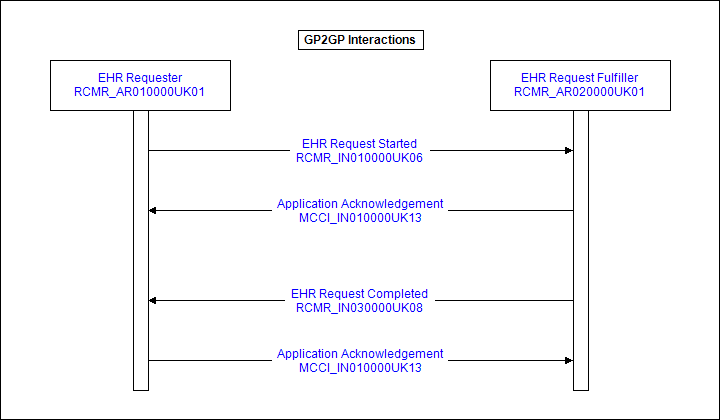 GP2GP Interactions
EHR Requester
RCMR_AR010000UK01
EHR Request Fulfiller
RCMR_AR020000UK01
EHR Request Started
RCMR_IN010000UK06
Application Acknowledgement
MCCI_IN010000UK13
EHR Request Completed
RCMR_IN030000UK08
Application Acknowledgement
MCCI_IN010000UK13